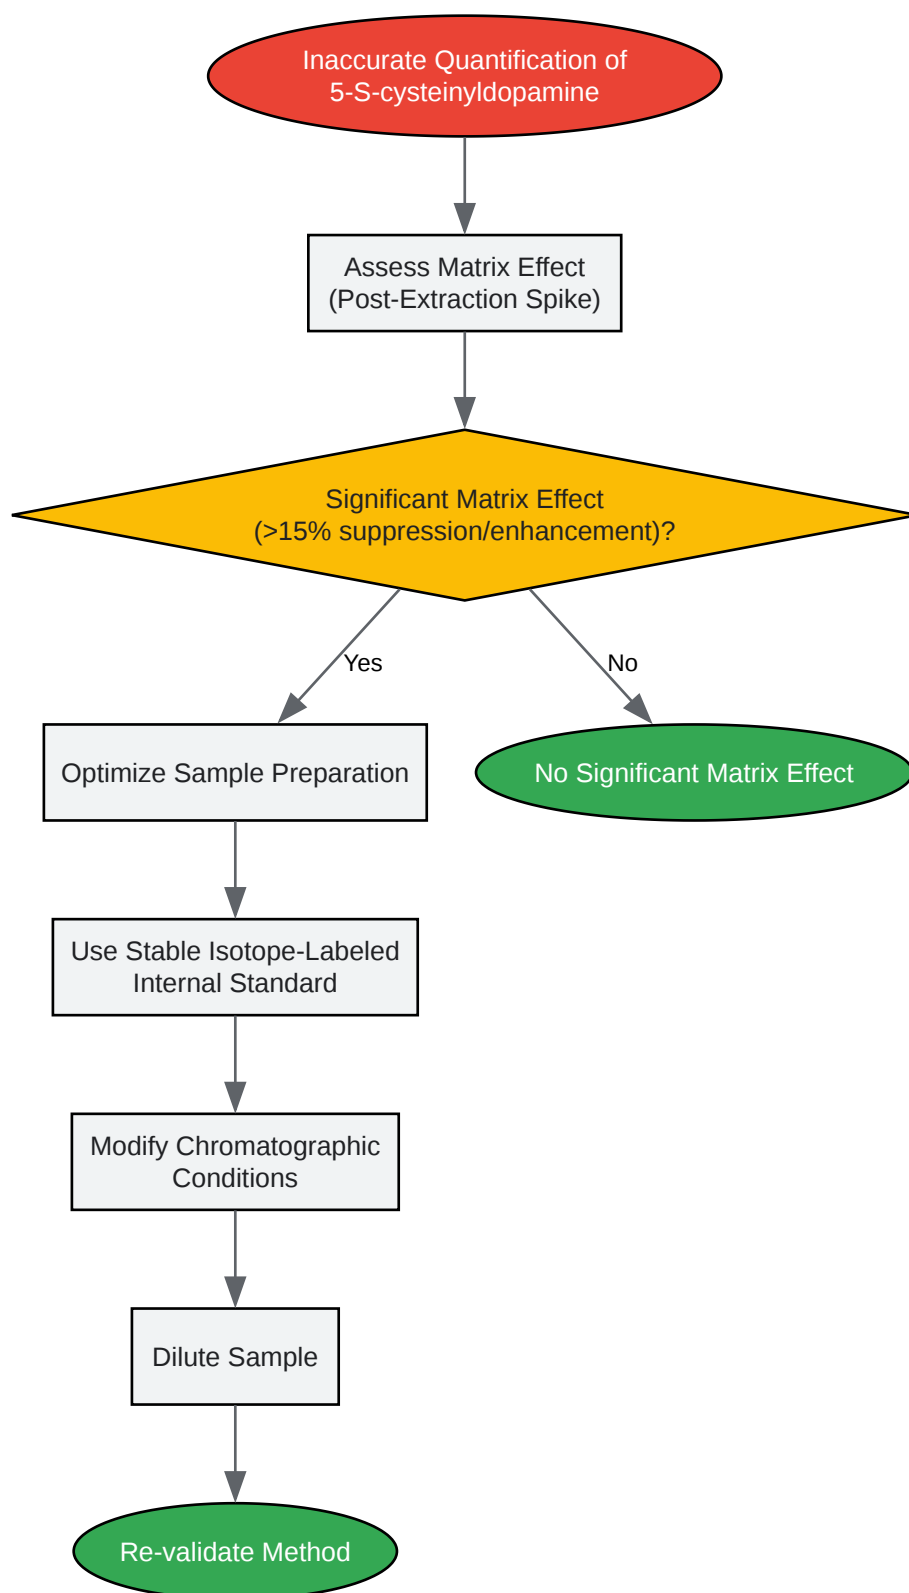 Inaccurate Quantification of
5-S-cysteinyldopamine
Assess Matrix Effect
(Post-Extraction Spike)
Significant Matrix Effect
(>15% suppression/enhancement)?
Yes
No
Optimize Sample Preparation
No Significant Matrix Effect
Use Stable Isotope-Labeled
Internal Standard
Modify Chromatographic
Conditions
Dilute Sample
Re-validate Method